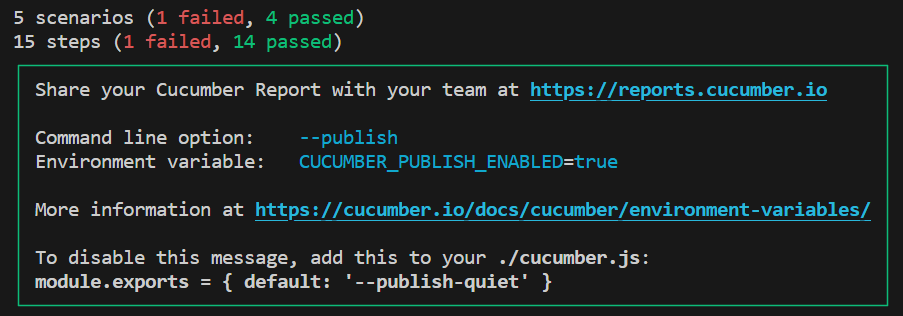 5 scenarios (1 failed, 4 passed)
15 steps (1 failed, 14 passed)
Share your Cucumber Report with your team at https://reports.cucumber.io
Command line option:    --publish
Environment variable:   CUCUMBER_PUBLISH_ENABLED=true
More information at https://cucumber.io/docs/cucumber/environment-variables/
To disable this message, add this to your ./cucumber.js:
module.exports = { default: '--publish-quiet' }